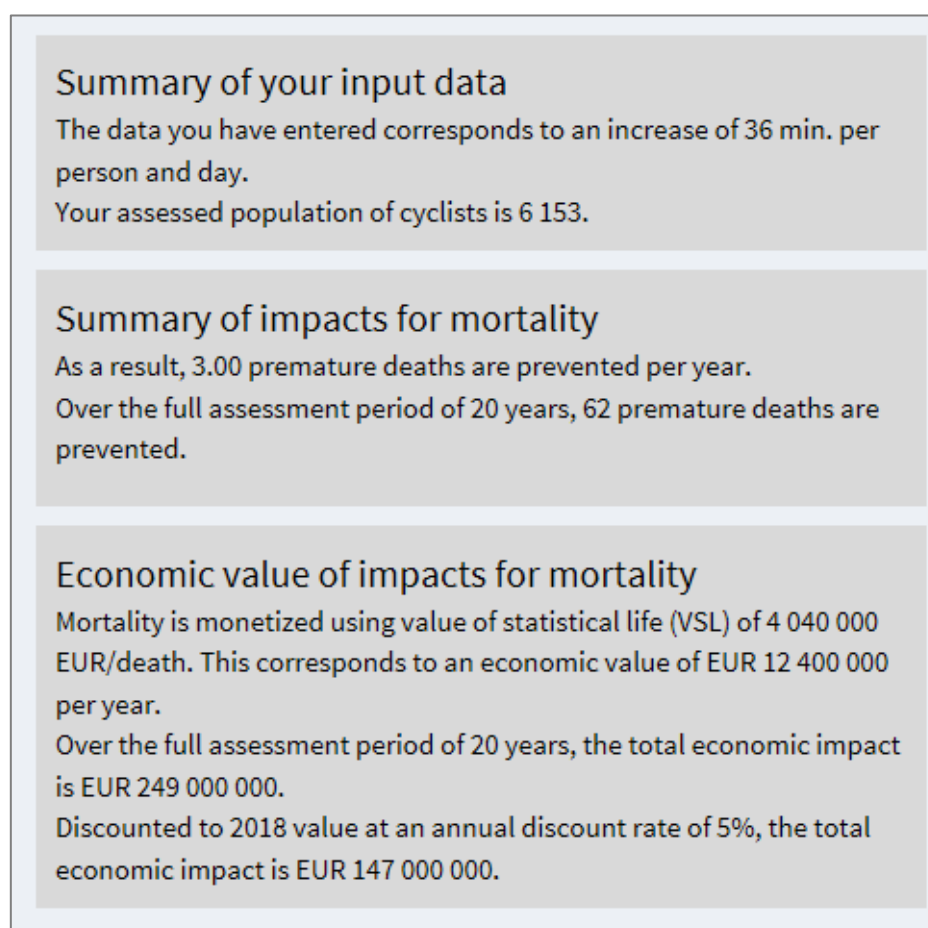 Summary of your input data
The data you have entered corresponds to an increase of 36 min. per
person and day.
Your assessed population of cyclists is 6 153.
Summary of impacts for mortality
As a result, 3.00 premature deaths are prevented per year.
Over the full assessment period of 20 years, 62 premature deaths are
prevented.
Economic value of impacts for mortality
Mortality is monetized using value of statistical life (VSL) of 4 040 000
EUR/death. This corresponds to an economic value of EUR 12 400 000
per year.
Over the full assessment period of 20 years, the total economic impact
is EUR 249 000 000.
Discounted to 2018 value at an annual discount rate of 5%, the total
economic impact is EUR 147 000 000.